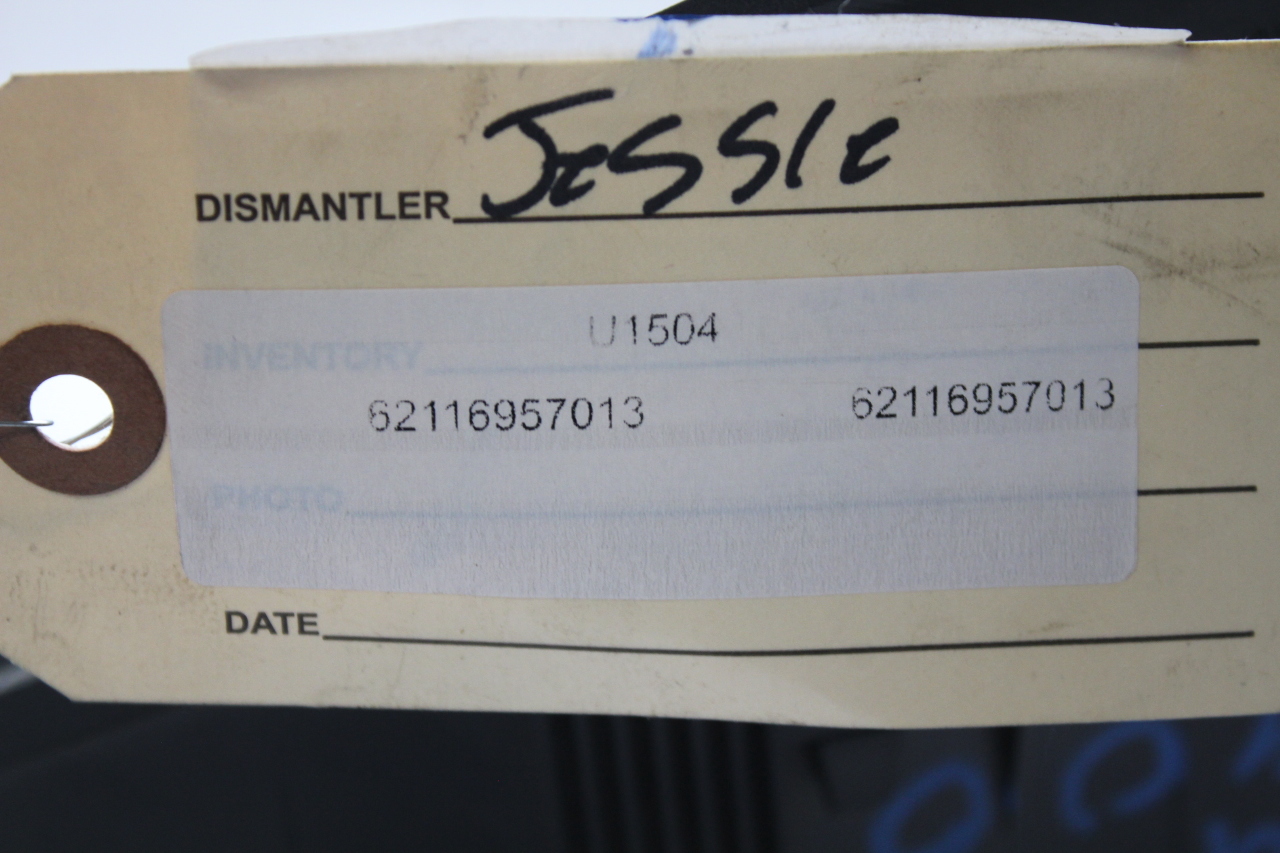 DISMANTLER JESSIE
U1504
INVENTORY
62116957013 62116957013
PHOTO
DATE